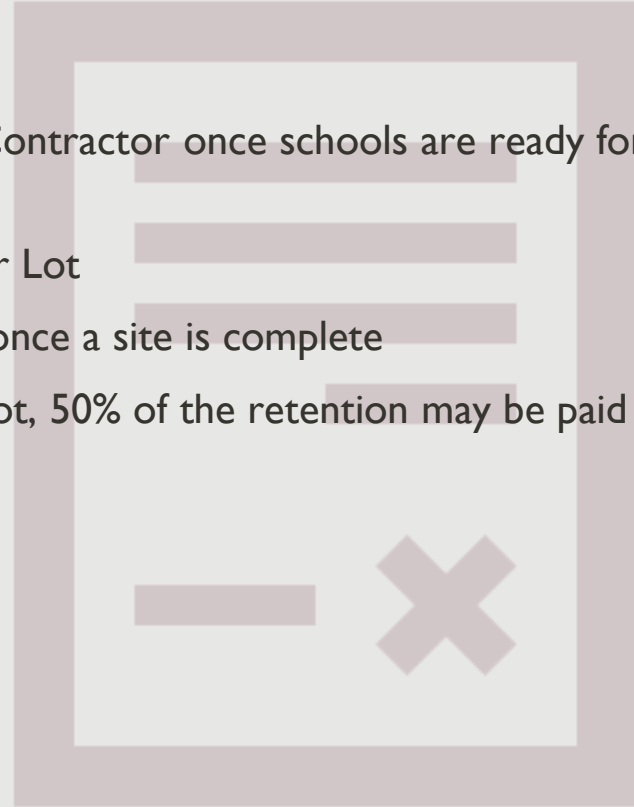 Contractor once schools are ready for
r Lot
once a site is complete
ot, 50% of the retention may be paid